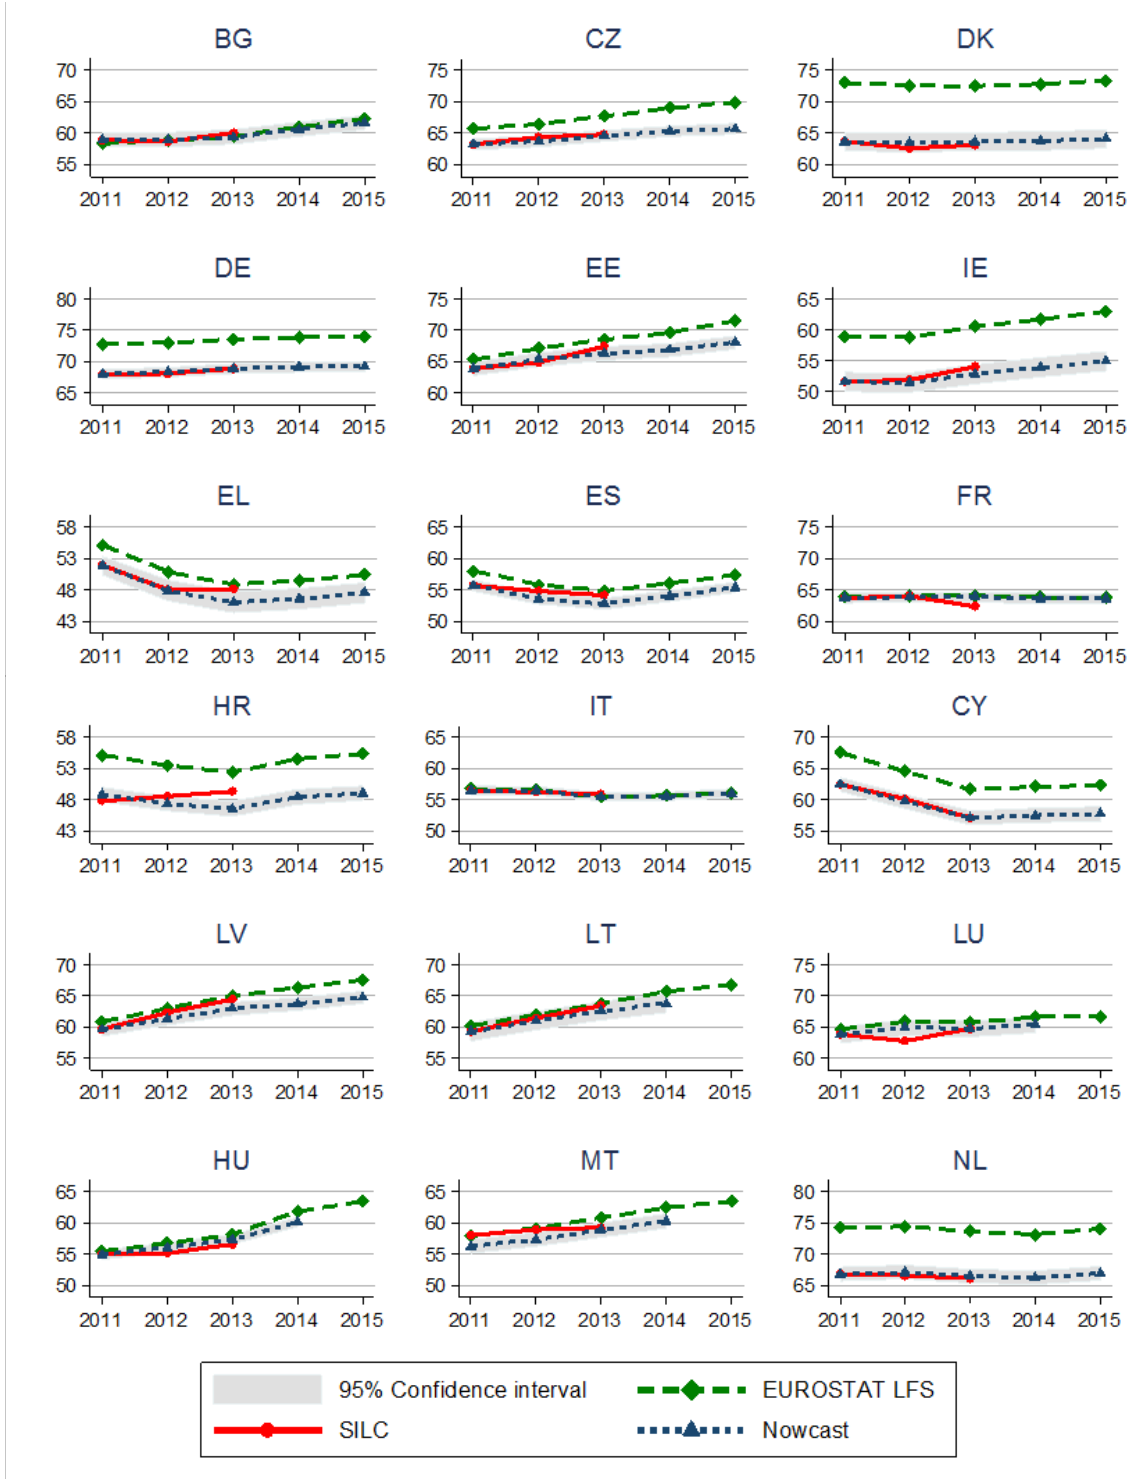 BG CZ DK
70 75 75
65 70 70
60 65 65
55 60 60
2011 2012 2013 2014 2015 2011 2012 2013 2014 2015 2011 2012 2013 2014 2015
DE EE IE
80 75 65
75 70 60
70 65 55
65 60 50
2011 2012 2013 2014 2015 2011 2012 2013 2014 2015 2011 2012 2013 2014 2015
EL ES FR
58 65 75
53 60 70
48 55 65
43 50 60
2011 2012 2013 2014 2015 2011 2012 2013 2014 2015 2011 2012 2013 2014 2015
HR IT CY
58 65 70
53 60 65
48 55 60
43 50 55
2011 2012 2013 2014 2015 2011 2012 2013 2014 2015 2011 2012 2013 2014 2015
LV LT LU
70 70 75
65 65 70
60 60 65
55 55 60
2011 2012 2013 2014 2015 2011 2012 2013 2014 2015 2011 2012 2013 2014 2015
HU MT NL
65 65 80
60 60 75
55 55 70
50 50 65
2011 2012 2013 2014 2015 2011 2012 2013 2014 2015 2011 2012 2013 2014 2015
95% Confidence interval EUROSTAT LFS
SILC Nowcast